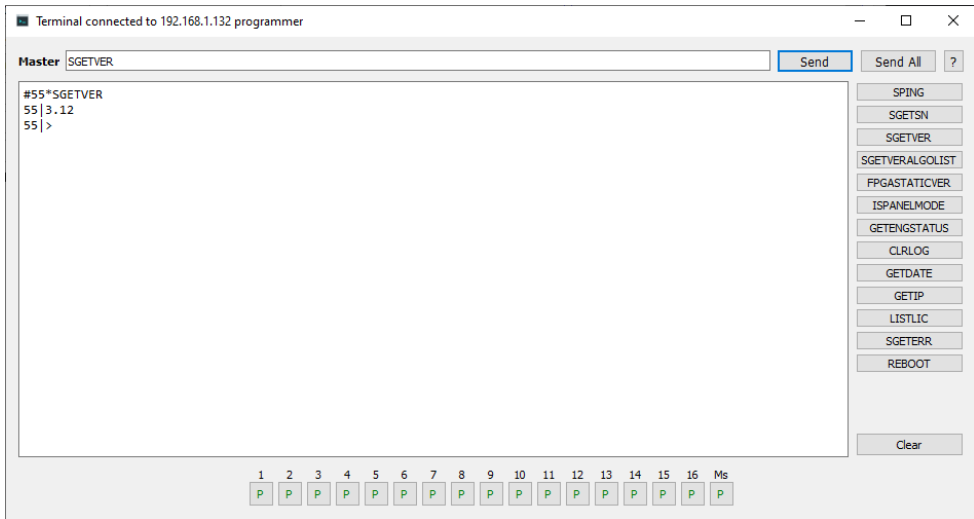 Terminal connected to 192.168.1.132 programmer
Master SGETVER Send Send All ?
#55*SGETVER
55|3.12
55|>
SPING
SGETSN
SGETVER
SGETVERALGOLIST
FPGASTATICVER
ISPANELMODE
GETENGSTATUS
CLRLOG
GETDATE
GETIP
LISTLIC
SGETERR
REBOOT
Clear
1 2 3 4 5 6 7 8 9 10 11 12 13 14 15 16 Ms
P P P P P P P P P P P P P P P P P